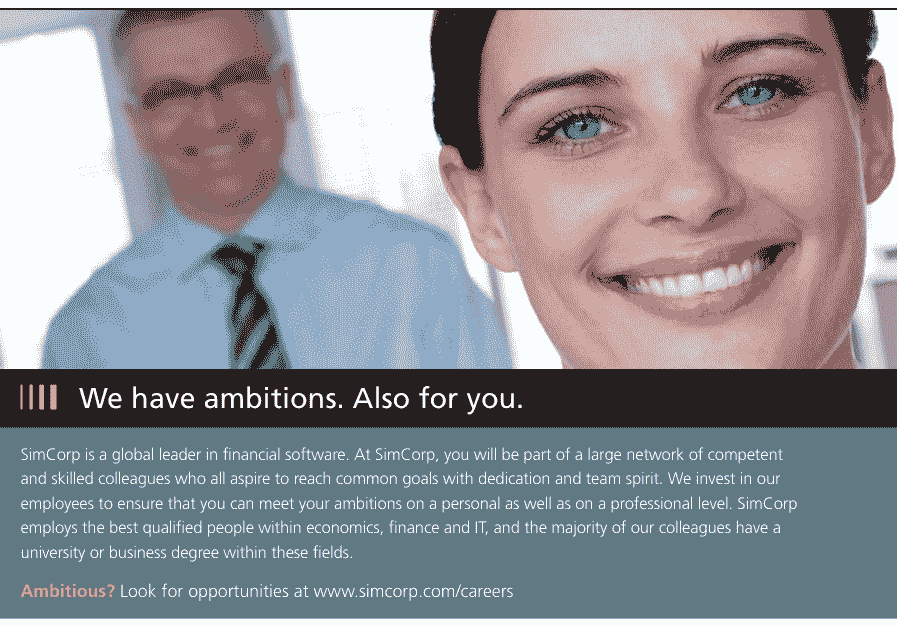 We have ambitions. Also for you.
SimCorp is a global leader in financial software. At SimCorp, you will be part of a large network of competent
and skilled colleagues who all aspire to reach common goals with dedication and team spirit. We invest in our
employees to ensure that you can meet your ambitions on a personal as well as on a professional level. SimCorp
employs the best qualified people within economics, finance and IT, and the majority of our colleagues have a
university or business degree within these fields.
Ambitious? Look for opportunities at www.simcorp.com/careers